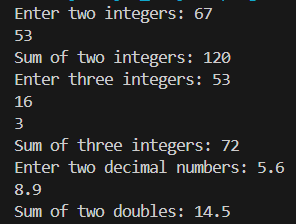 Enter two integers: 67
53
Sum of two integers: 120
Enter three integers: 53
16
3
Sum of three integers: 72
Enter two decimal numbers: 5.6
8.9
Sum of two doubles: 14.5